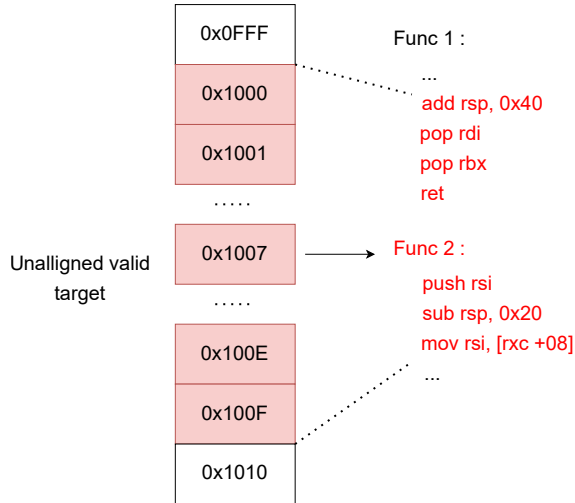 0x0FFF
0x1000
0x1001
.....
0x1007
.....
0x100E
0x100F
0x1010
Unaligned valid
target
Func 1 :
...
add rsp, 0x40
pop rdi
pop rbx
ret
Func 2 :
push rsi
sub rsp, 0x20
mov rsi, [rxc +08]
...